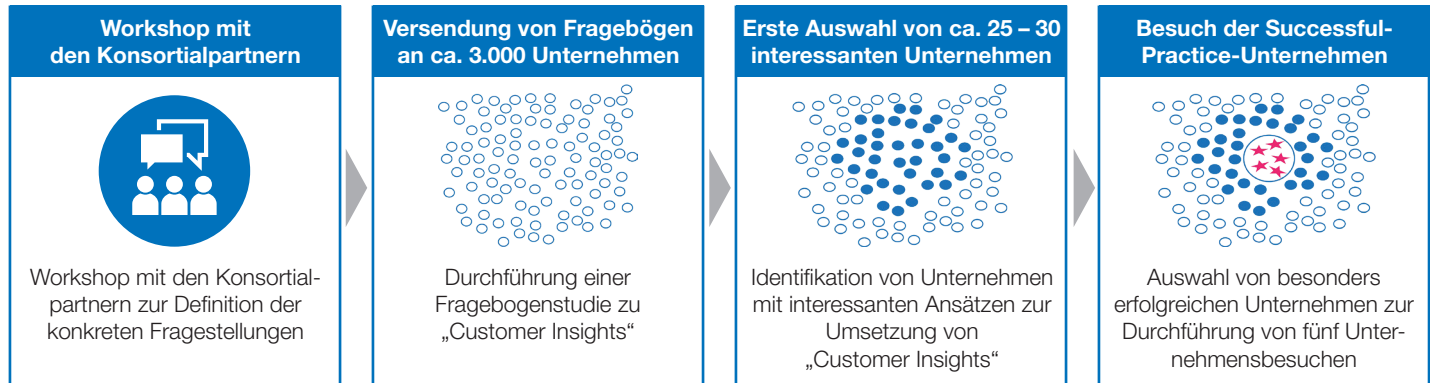 Workshop mit
den Konsortialpartnern
Workshop mit den Konsortial-
partnern zur Definition der
konkreten Fragestellungen
Versendung von Fragebögen
an ca. 3.000 Unternehmen
Durchführung einer
Fragebogenstudie zu
„Customer Insights“
Erste Auswahl von ca. 25 – 30
interessanten Unternehmen
Identifikation von Unternehmen
mit interessanten Ansätzen zur
Umsetzung von
„Customer Insights“
Besuch der Successful-
Practice-Unternehmen
Auswahl von besonders
erfolgreichen Unternehmen zur
Durchführung von fünf Unter-
nehmensbesuchen